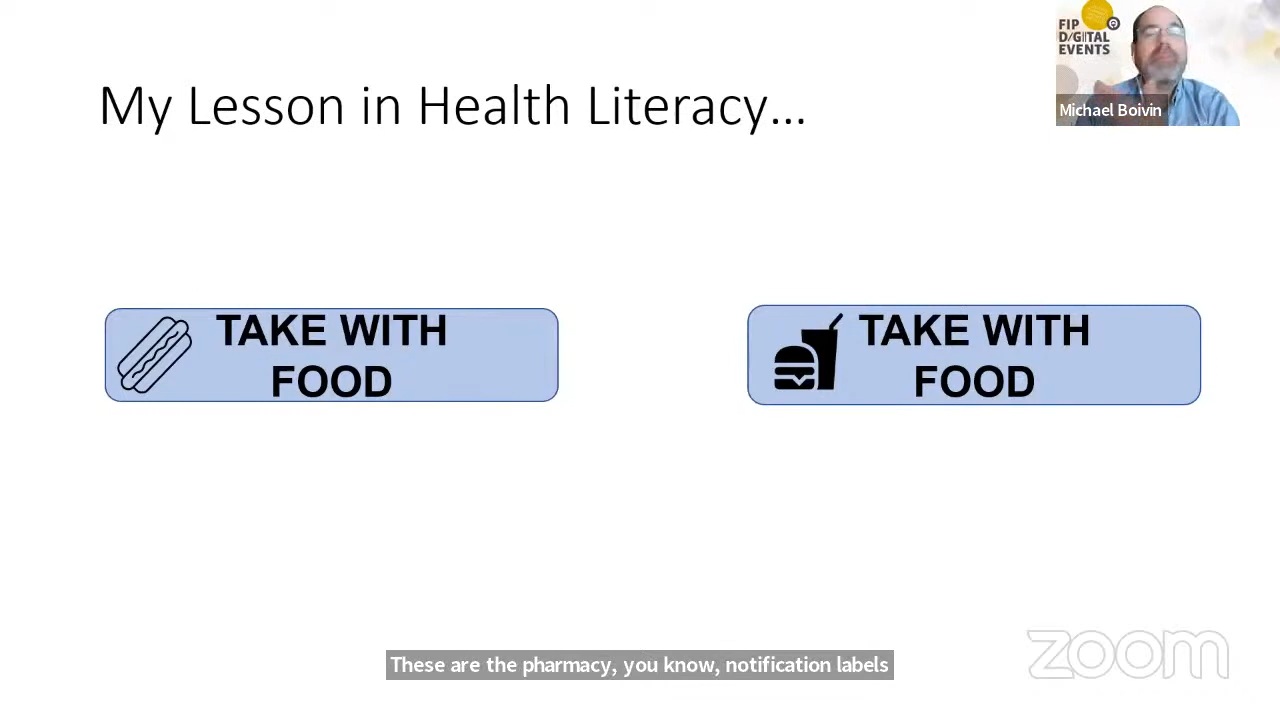 FIP
D/GITAL
EVENTS
Michael Boivin
My Lesson in Health Literacy...
TAKE WITH
FOOD
TAKE WITH
FOOD
These are the pharmacy, you know, notification labels
zoom